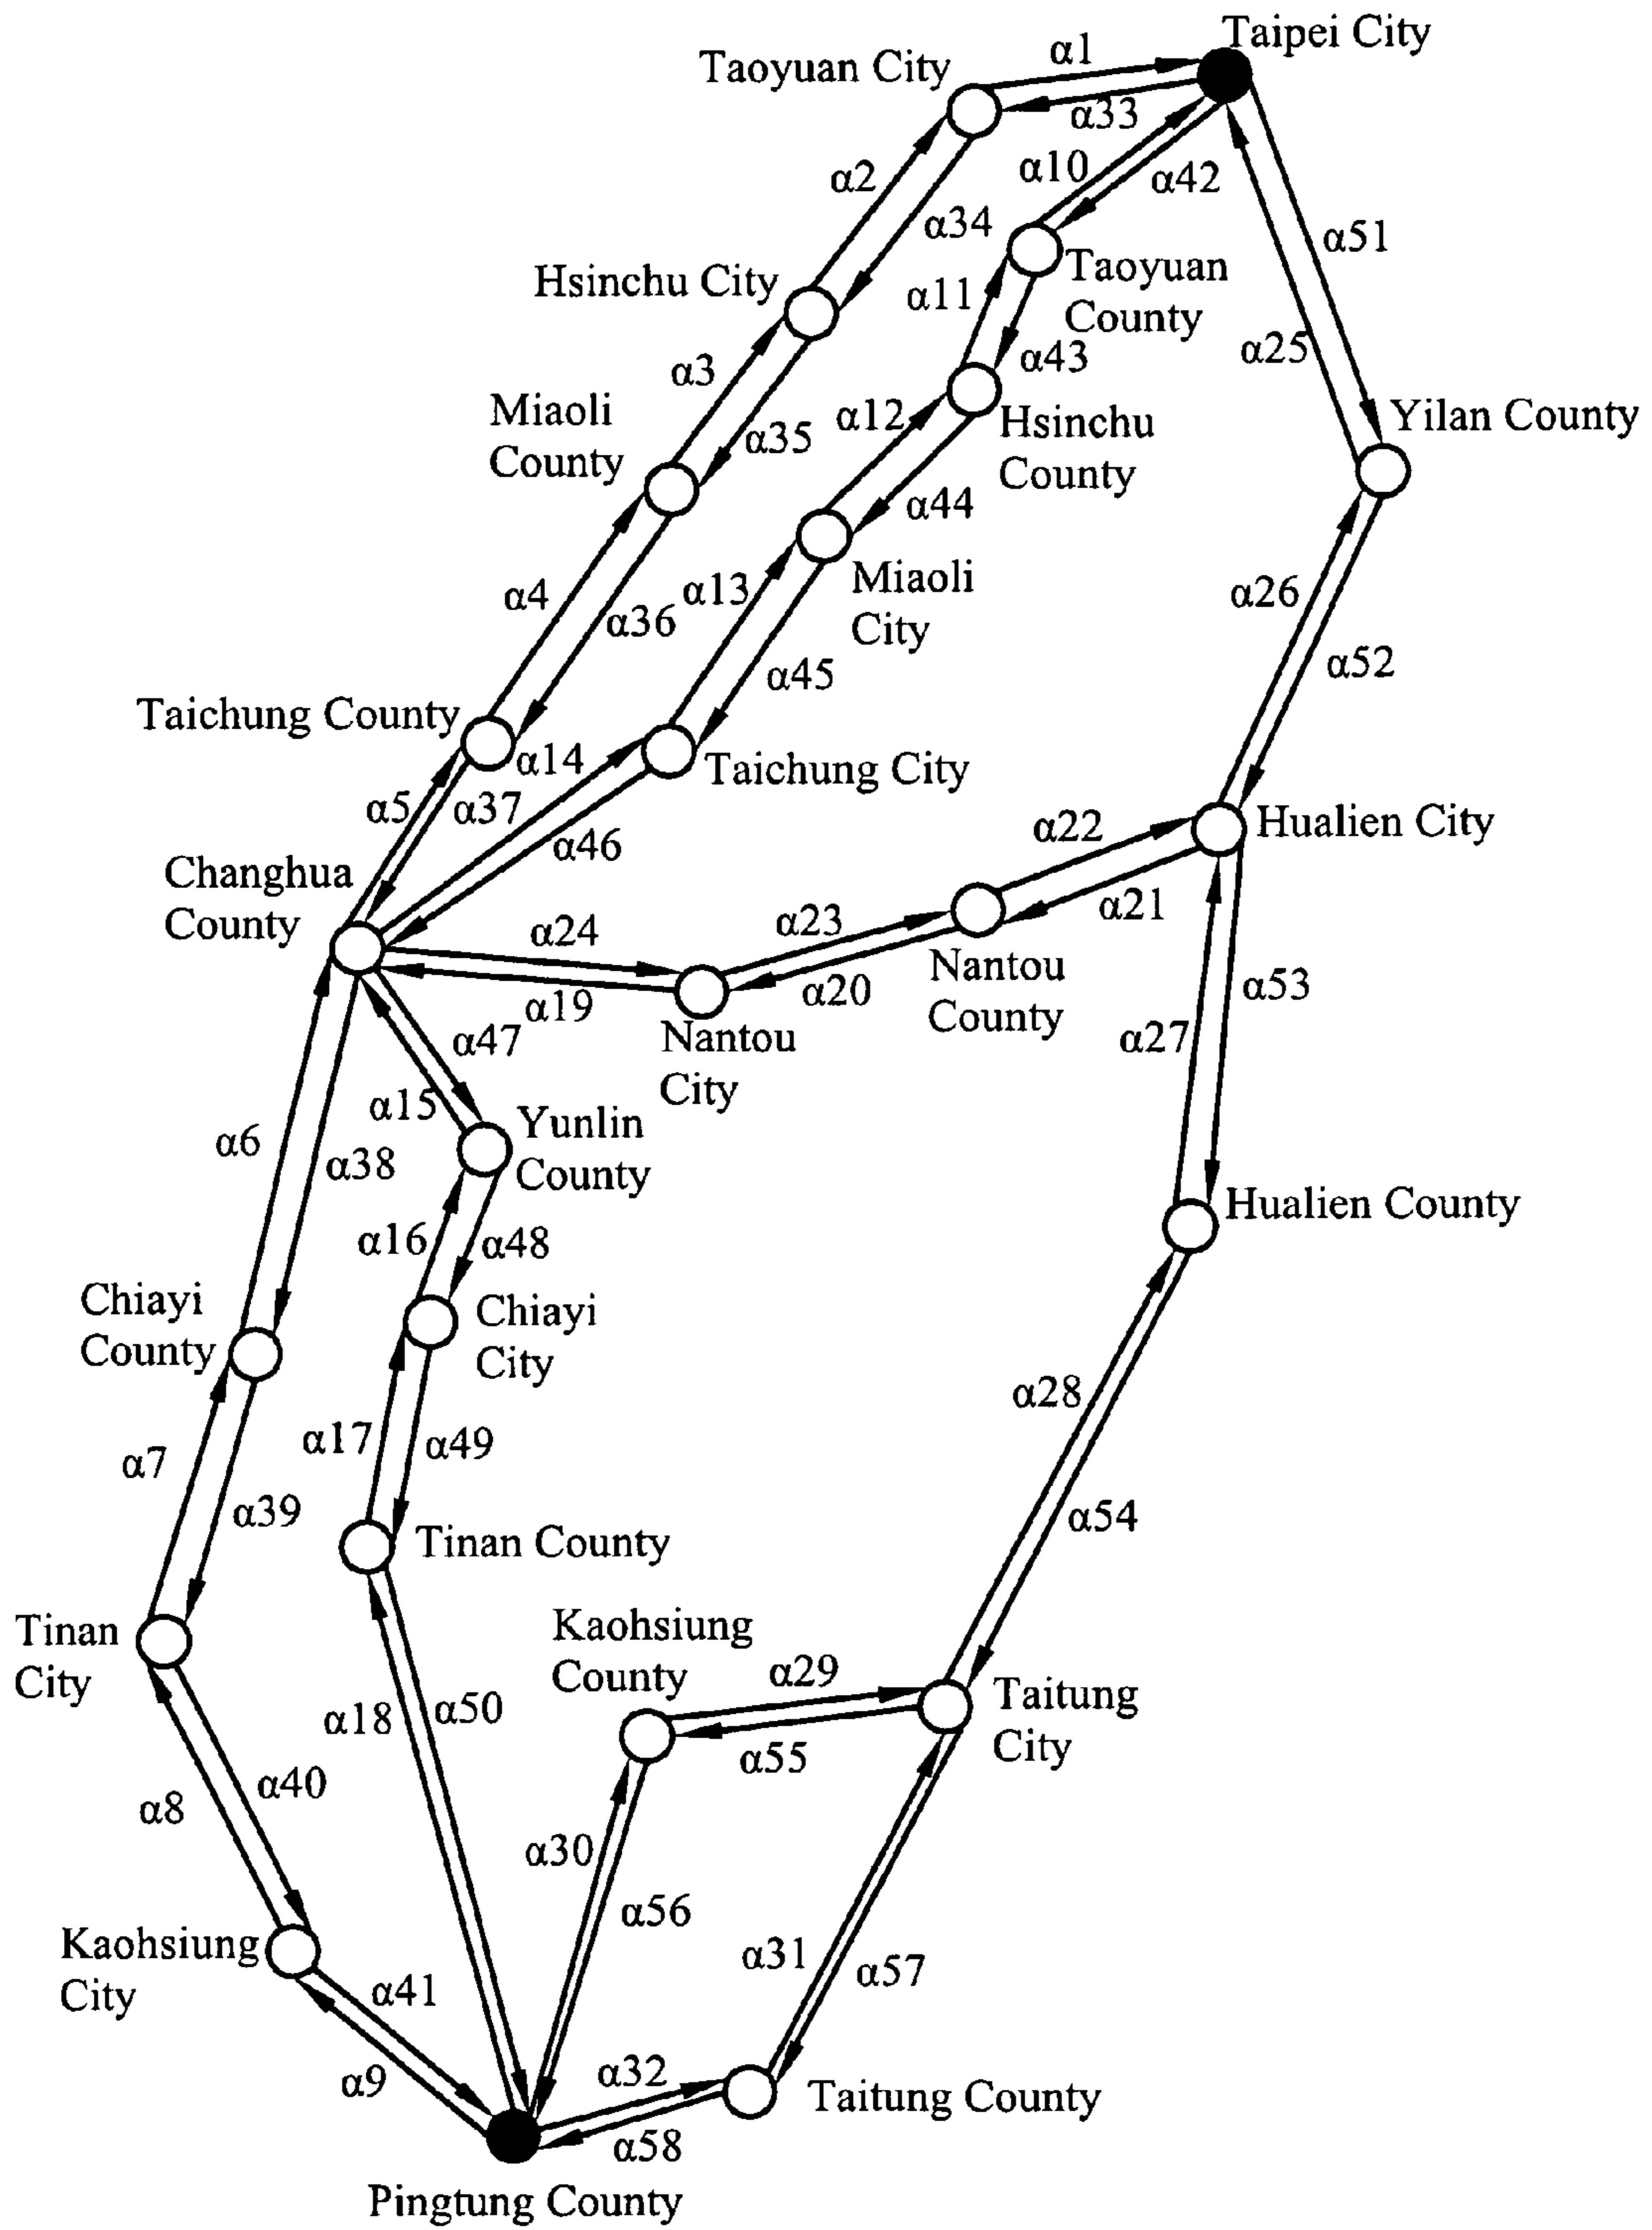 Taipei City
Taoyuan City
α1
α33
α10
α42
α2
α34
α51
Hsinchu City
Taoyuan
County
α11
α43
α25
α3
α35
Miaoli
County
α12
Hsinchu
County
Yilan County
α44
α4
α36
α13
Miaoli
City
α26
α45
α52
Taichung County
α14
Taichung City
α5
α37
α46
α22
Hualien City
Changhua
County
α24
α23
α21
α19
α20
Nantou
County
α53
α47
Nantou
City
α27
α15
Yunlin
County
α6
α38
Hualien County
α16
α48
Chiayi
County
Chiayi
City
α28
α17
α49
α7
α39
α54
Tinan County
Tinan
City
Kaohsiung
County
α29
Taitung
City
α18
α50
α55
α8
α40
α30
α56
α31
α57
Kaohsiung
City
α41
α9
α32
Taitung County
α58
Pingtung County